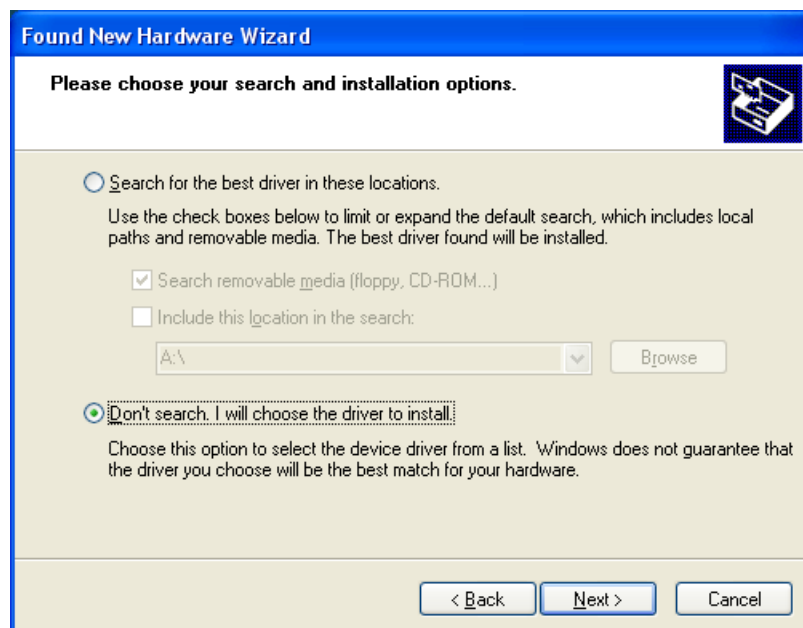 Found New Hardware Wizard
Please choose your search and installation options.
Search for the best driver in these locations.
Use the check boxes below to limit or expand the default search, which includes local
paths and removable media. The best driver found will be installed.
Search removable media (floppy, CD-ROM...)
Include this location in the search:
A:\
Browse
Don't search. I will choose the driver to install.
Choose this option to select the device driver from a list. Windows does not guarantee that
the driver you choose will be the best match for your hardware.
< Back
Next >
Cancel